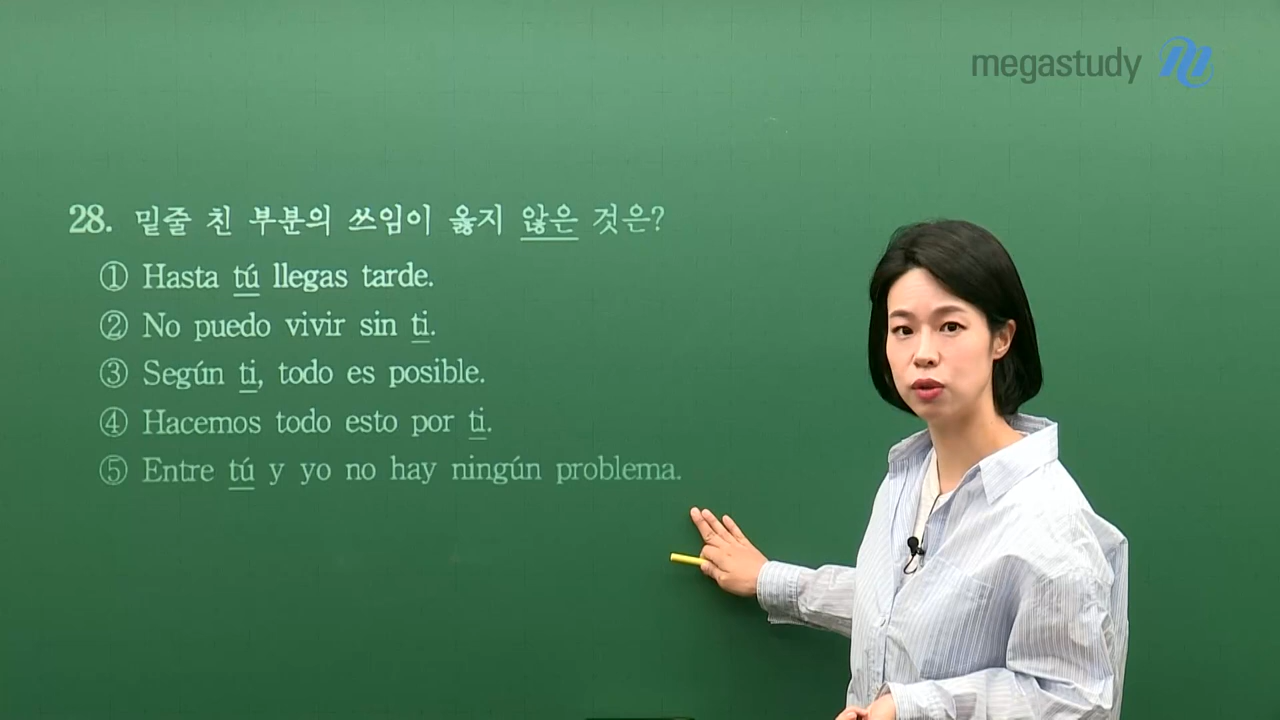 megastudy
28. 밑줄 친 부분의 쓰임이 옳지 않은 것은?
① Hasta tú llegas tarde.
② No puedo vivir sin ti.
③ Según ti, todo es posible.
④ Hacemos todo esto por ti.
⑤ Entre tú y yo no hay ningún problema.